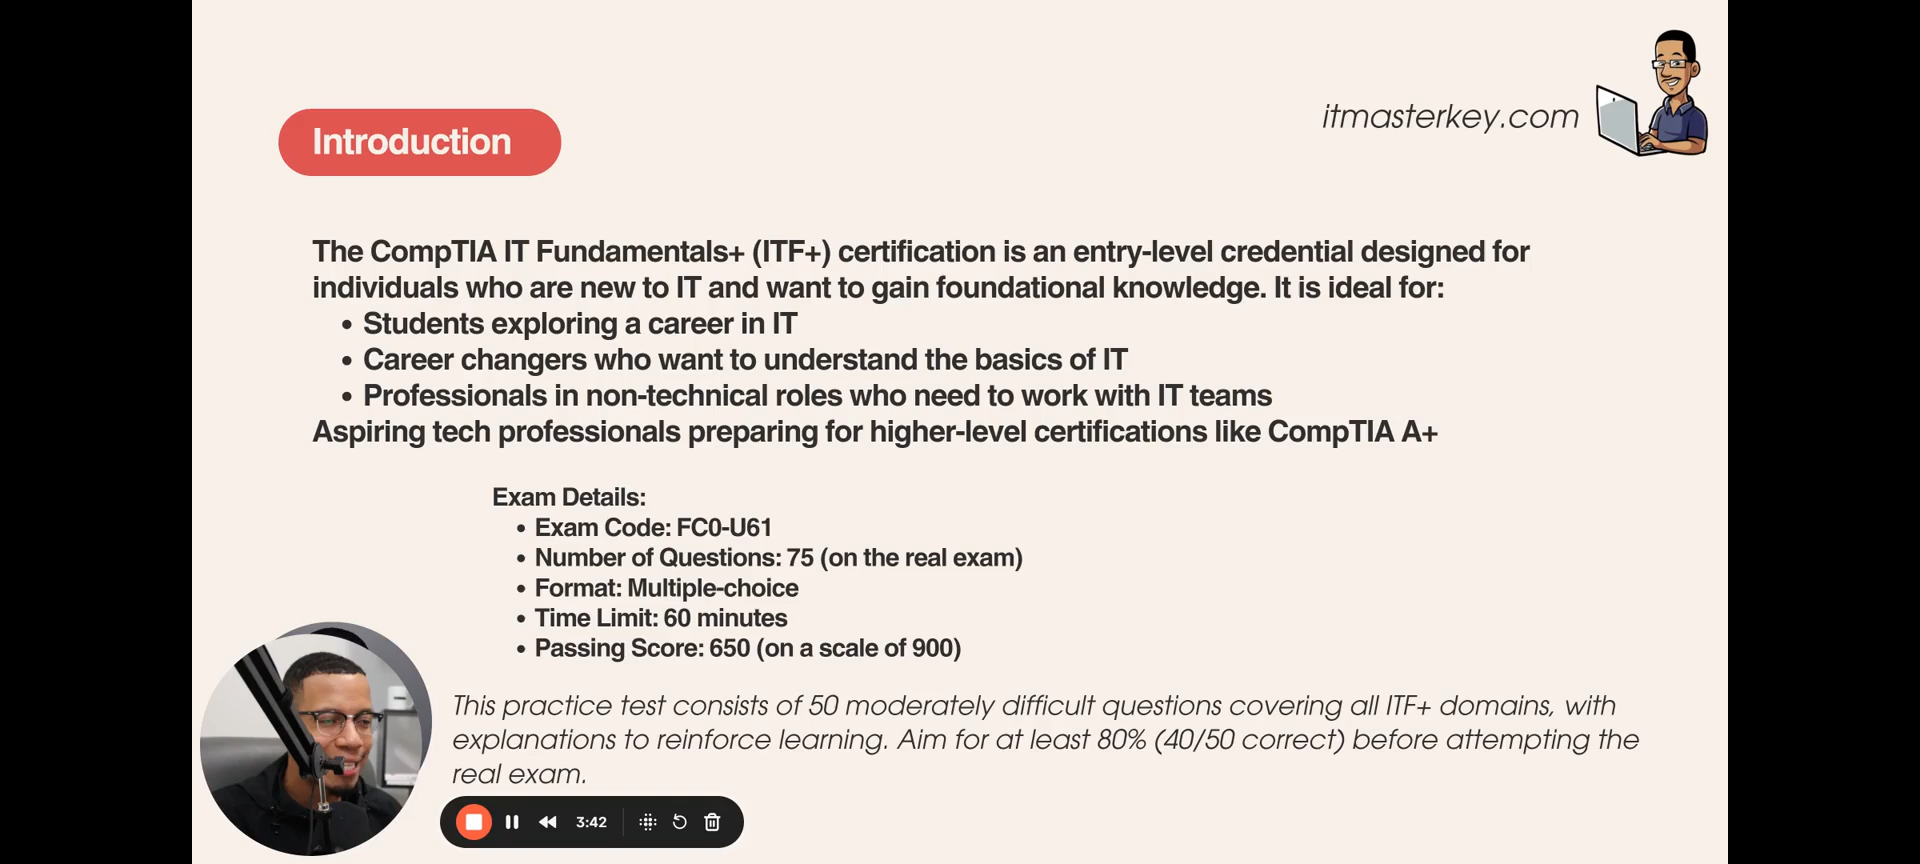 itmasterkey.com
Introduction
The CompTIA IT Fundamentals+ (ITF+) certification is an entry-level credential designed for
individuals who are new to IT and want to gain foundational knowledge. It is ideal for:
• Students exploring a career in IT
• Career changers who want to understand the basics of IT
• Professionals in non-technical roles who need to work with IT teams
Aspiring tech professionals preparing for higher-level certifications like CompTIA A+
Exam Details:
• Exam Code: FC0-U61
• Number of Questions: 75 (on the real exam)
• Format: Multiple-choice
• Time Limit: 60 minutes
• Passing Score: 650 (on a scale of 900)
This practice test consists of 50 moderately difficult questions covering all ITF+ domains, with
explanations to reinforce learning. Aim for at least 80% (40/50 correct) before attempting the
real exam.
3:42